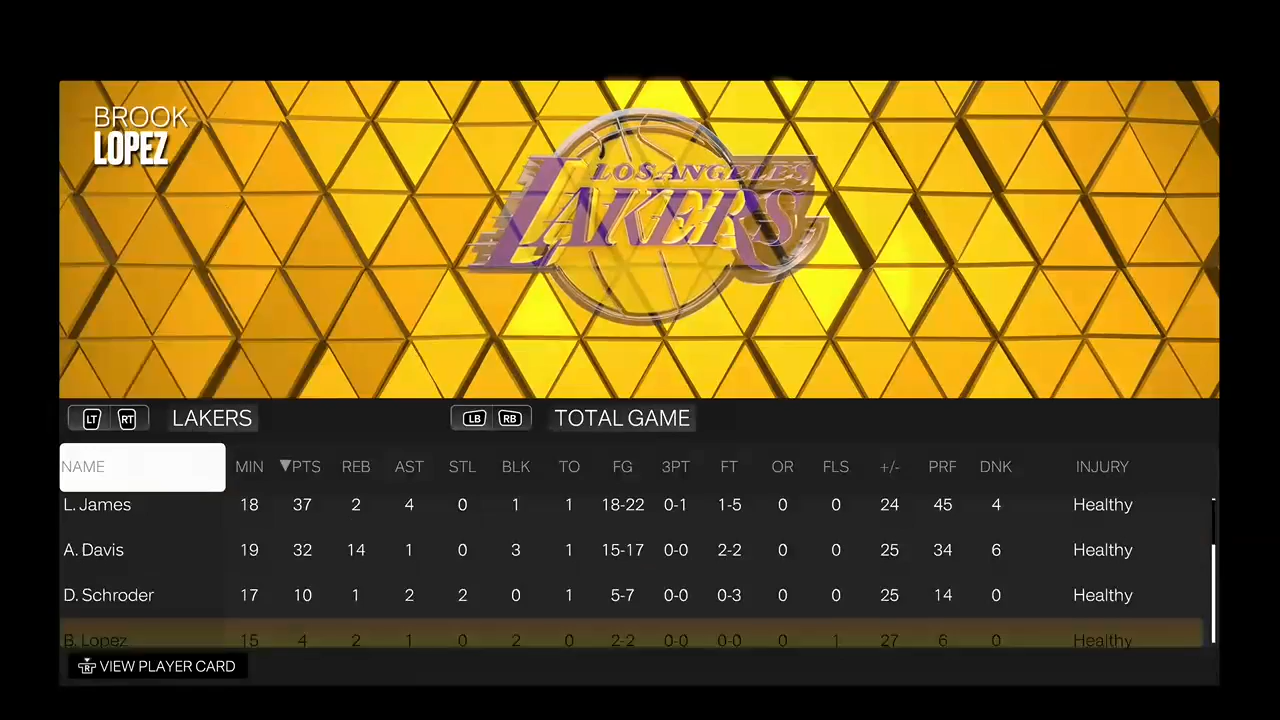 BROOK
LOPEZ
LOS ANGELES
LAKERS
LT RT LAKERS LB RB TOTAL GAME
NAME MIN ▼PTS REB AST STL BLK TO FG 3PT FT OR FLS +/- PRF DNK INJURY
L. James 18 37 2 4 0 1 1 18-22 0-1 1-5 0 0 24 45 4 Healthy
A. Davis 19 32 14 1 0 3 1 15-17 0-0 2-2 0 0 25 34 6 Healthy
D. Schroder 17 10 1 2 2 0 1 5-7 0-0 0-3 0 0 25 14 0 Healthy
B. Lopez 15 4 2 1 0 2 0 2-2 0-0 0-0 0 1 27 6 0 Healthy
R VIEW PLAYER CARD